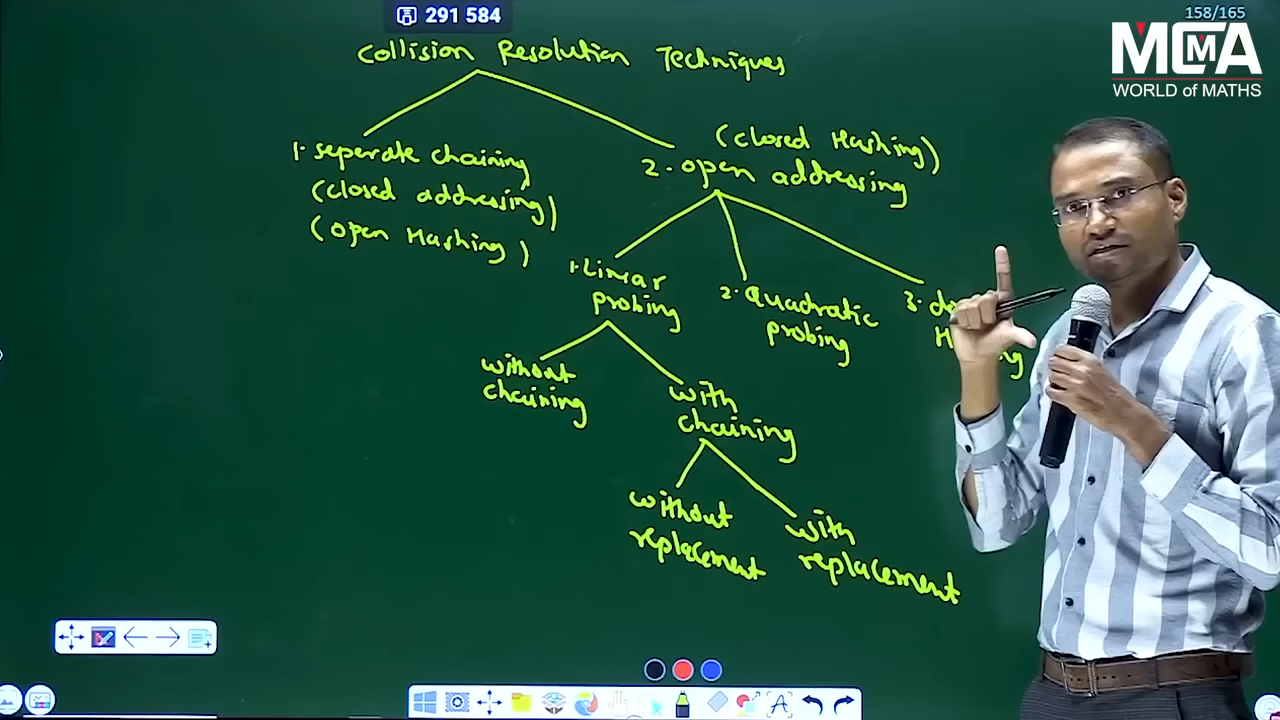 291 584
158/165
MCMA
WORLD of MATHS
Collision Resolution Techniques
1. seperate chaining
(closed addressing)
(open Hashing)
(closed Hashing)
2. open addressing
1. Linear
probing
2. Quadratic
probing
3.
without
chaining
with
chaining
without
replacement
with
replacement